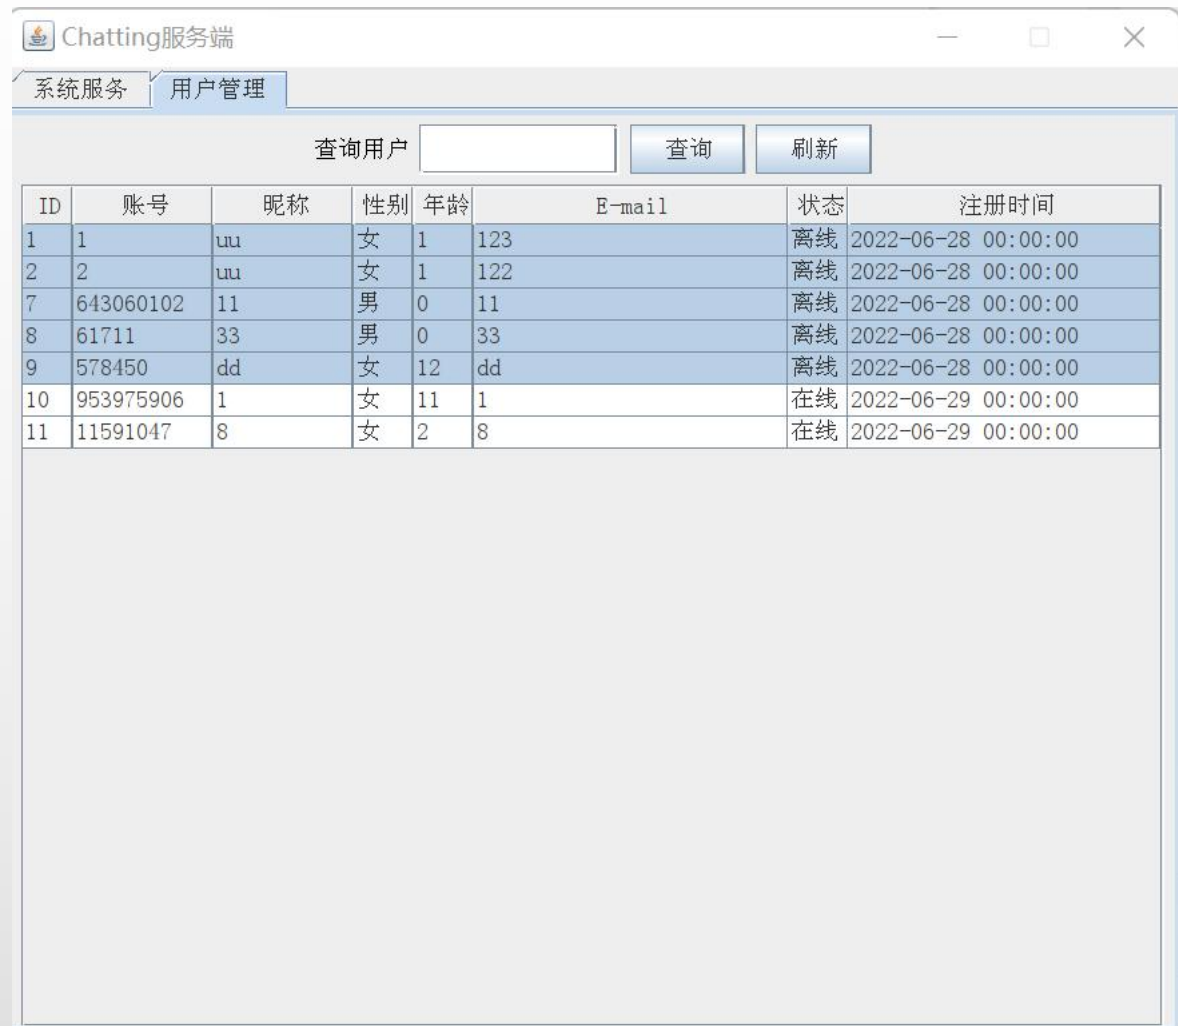 Chatting服务端
系统服务 用户管理
查询用户 查询 刷新
ID 账号 昵称 性别 年龄 E-mail 状态 注册时间
1 1 uu 女 1 123 离线 2022-06-28 00:00:00
2 2 uu 女 1 122 离线 2022-06-28 00:00:00
7 643060102 11 男 0 11 离线 2022-06-28 00:00:00
8 61711 33 男 0 33 离线 2022-06-28 00:00:00
9 578450 dd 女 12 dd 离线 2022-06-28 00:00:00
10 953975906 1 女 11 1 在线 2022-06-29 00:00:00
11 11591047 8 女 2 8 在线 2022-06-29 00:00:00